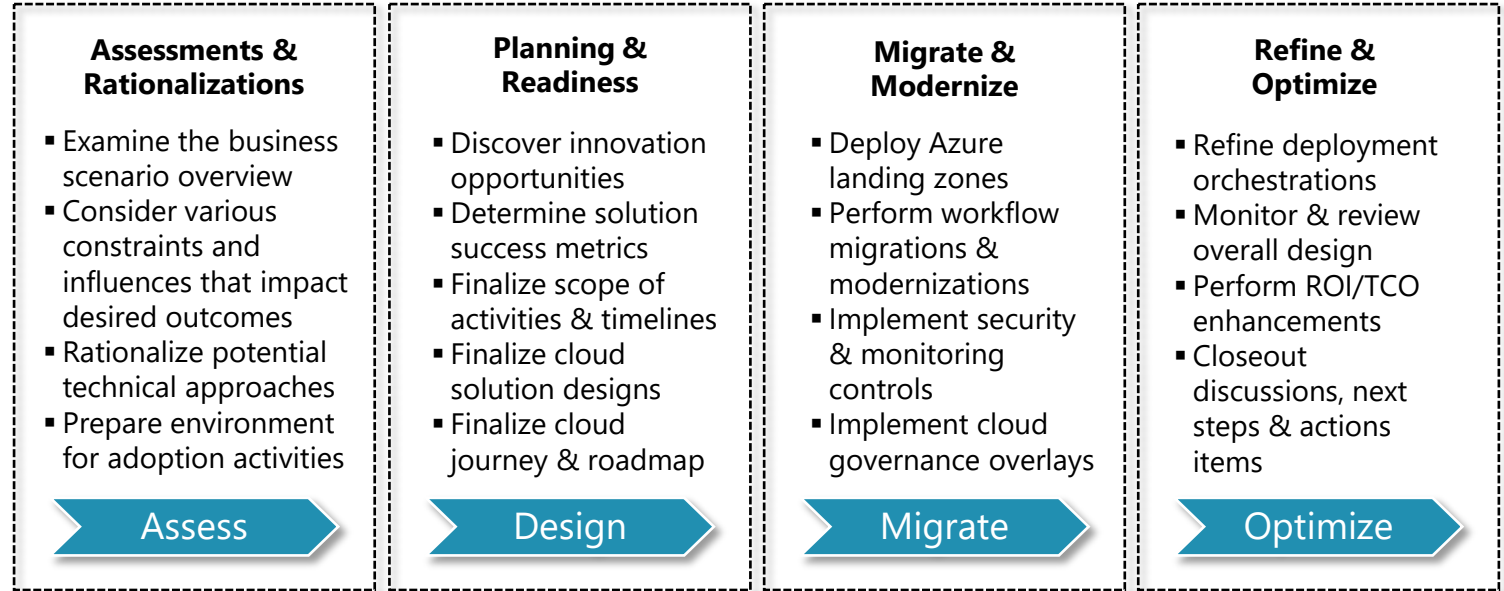 Assessments &
Rationalizations
▪ Examine the business
scenario overview
▪ Consider various
constraints and
influences that impact
desired outcomes
▪ Rationalize potential
technical approaches
▪ Prepare environment
for adoption activities
Assess
Planning &
Readiness
▪ Discover innovation
opportunities
▪ Determine solution
success metrics
▪ Finalize scope of
activities & timelines
▪ Finalize cloud
solution designs
▪ Finalize cloud
journey & roadmap
Design
Migrate &
Modernize
▪ Deploy Azure
landing zones
▪ Perform workflow
migrations &
modernizations
▪ Implement security
& monitoring
controls
▪ Implement cloud
governance overlays
Migrate
Refine &
Optimize
▪ Refine deployment
orchestrations
▪ Monitor & review
overall design
▪ Perform ROI/TCO
enhancements
▪ Closeout
discussions, next
steps & actions
items
Optimize